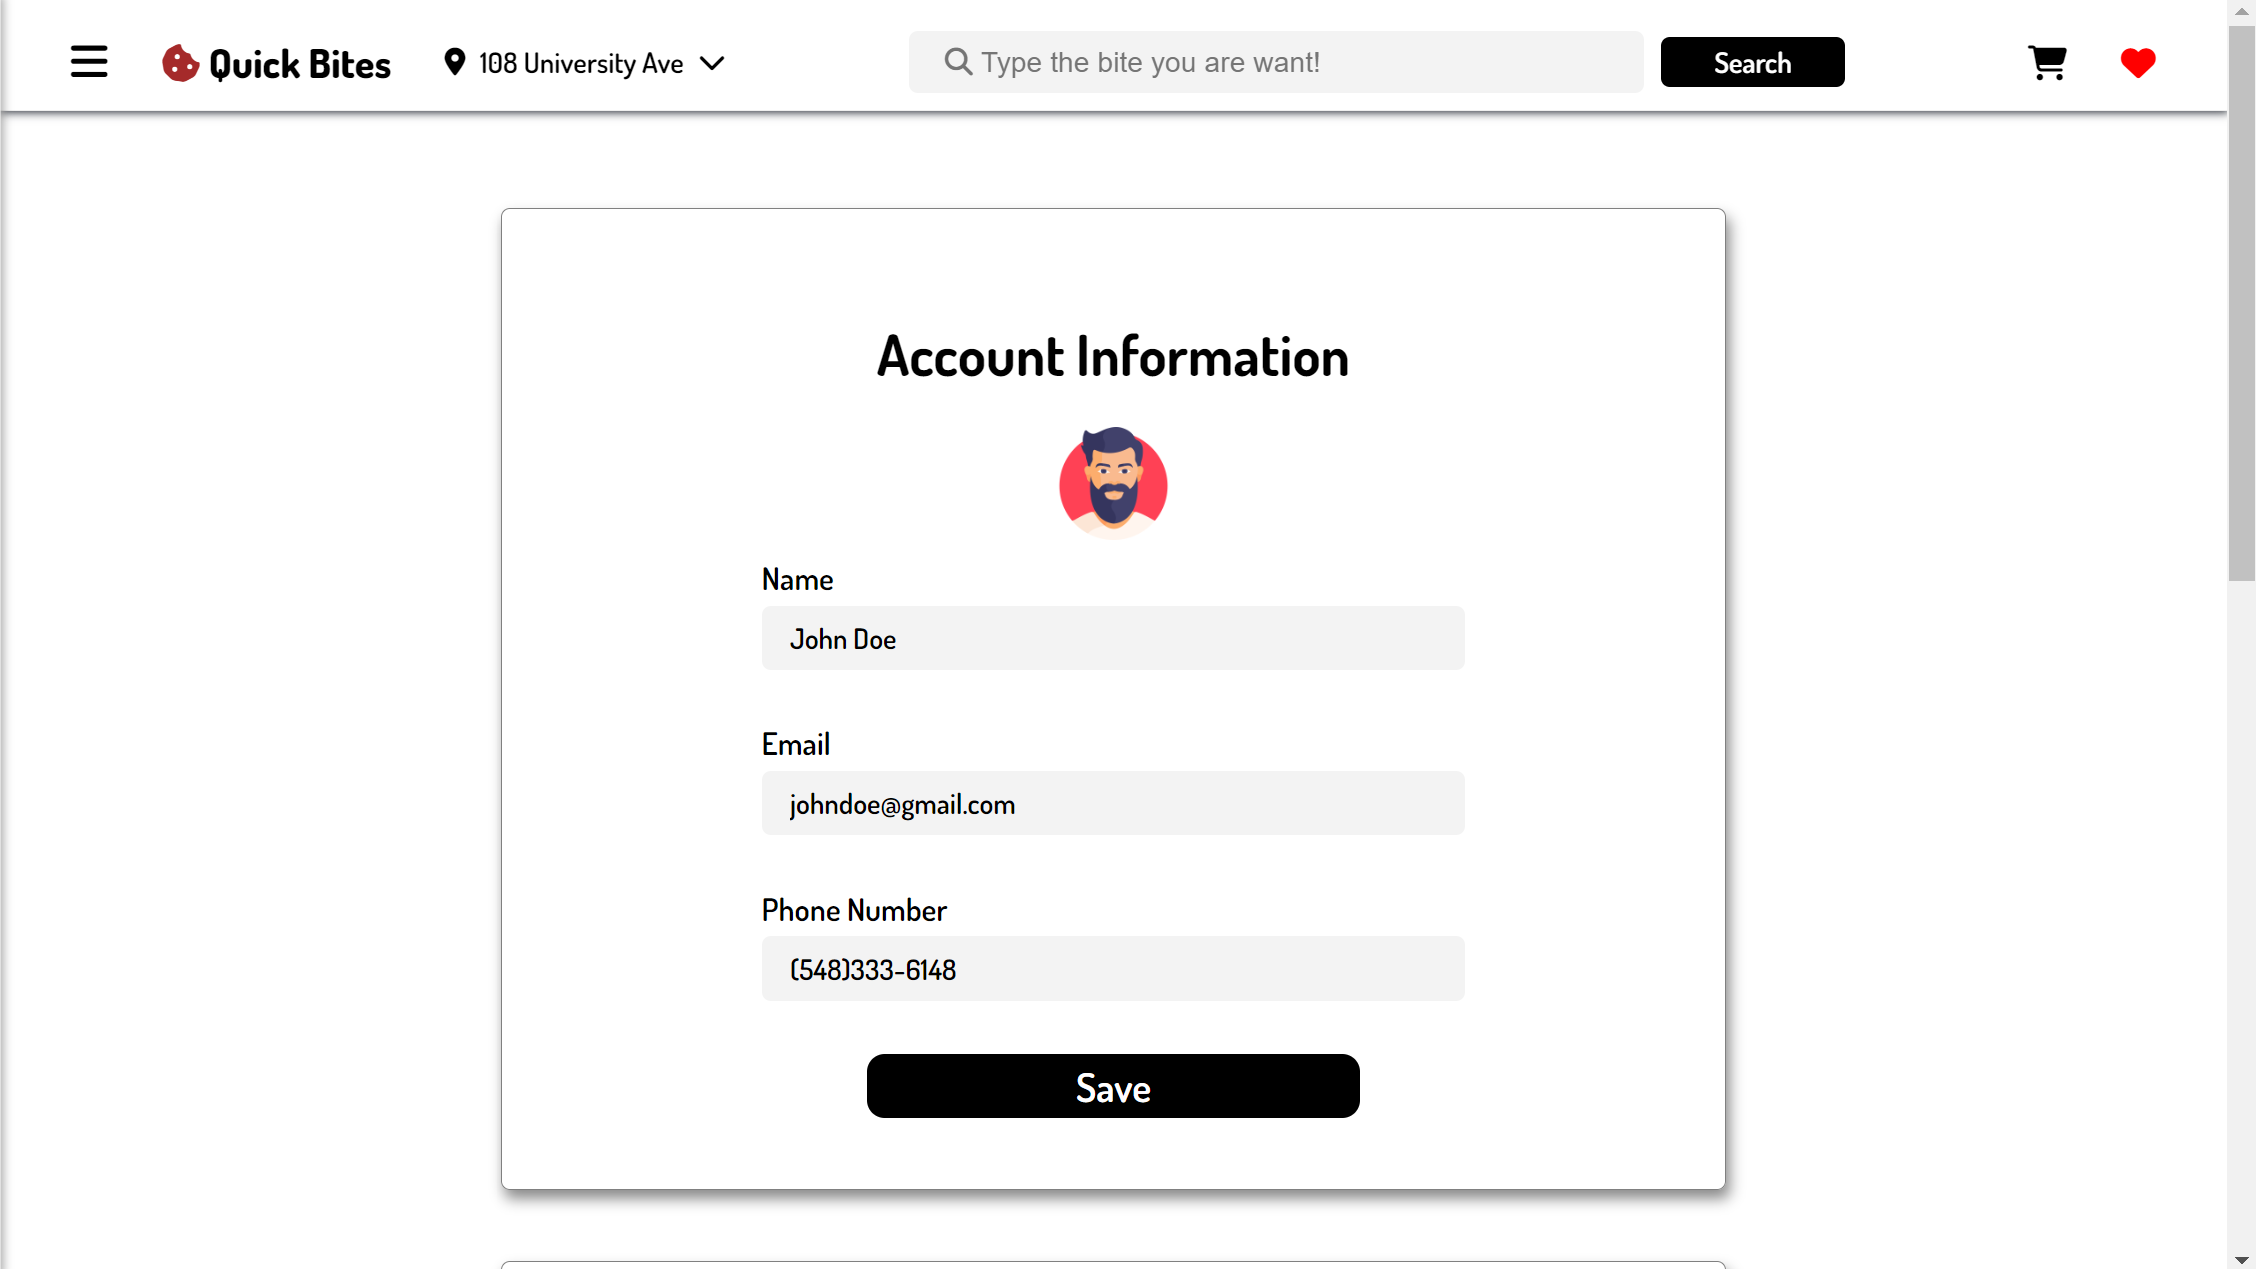 Quick Bites
108 University Ave
Type the bite you are want!
Search
Account Information
Name
John Doe
Email
johndoe@gmail.com
Phone Number
(548)333-6148
Save